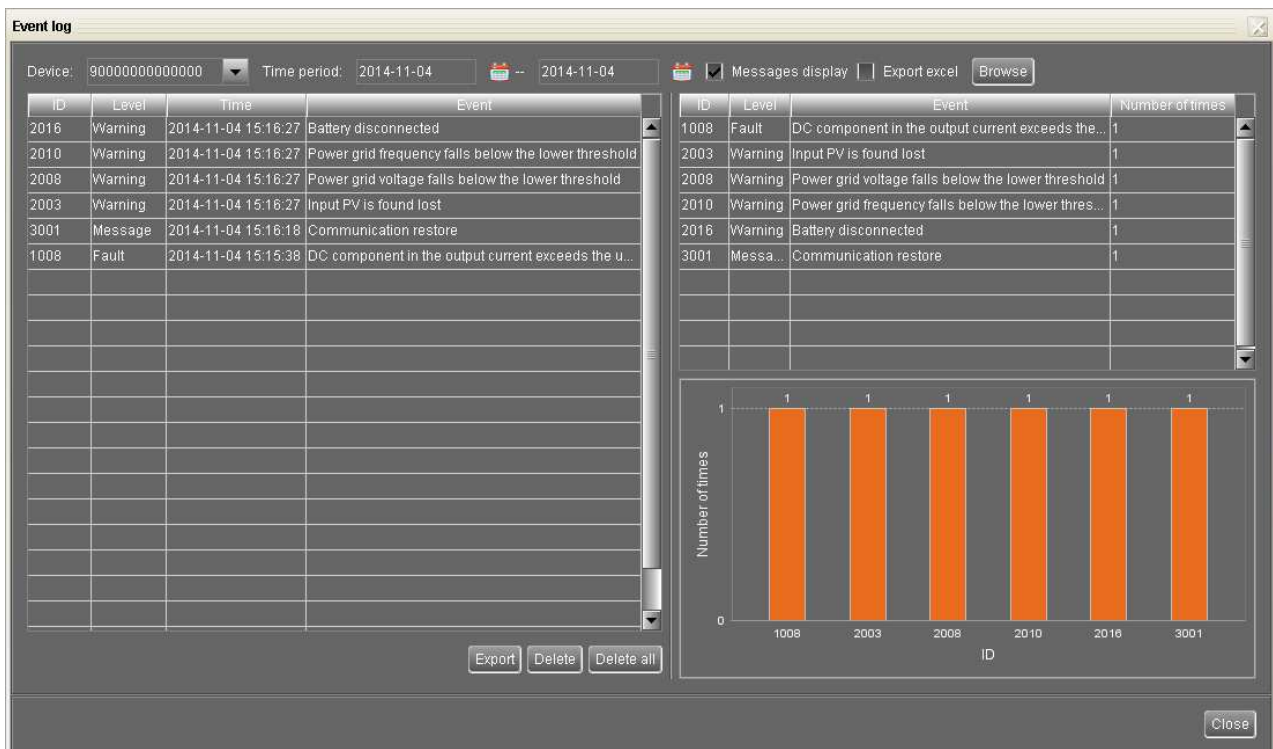 Event log
Device: 90000000000000 Time period: 2014-11-04 -- 2014-11-04 Messages display Export excel Browse
ID Level Time Event
2016 Warning 2014-11-04 15:16:27 Battery disconnected
2010 Warning 2014-11-04 15:16:27 Power grid frequency falls below the lower threshold
2008 Warning 2014-11-04 15:16:27 Power grid voltage falls below the lower threshold
2003 Warning 2014-11-04 15:16:27 Input PV is found lost
3001 Message 2014-11-04 15:16:18 Communication restore
1008 Fault 2014-11-04 15:15:38 DC component in the output current exceeds the u...
Export Delete Delete all
ID Level Event Number of times
1008 Fault DC component in the output current exceeds the... 1
2003 Warning Input PV is found lost 1
2008 Warning Power grid voltage falls below the lower threshold 1
2010 Warning Power grid frequency falls below the lower thres... 1
2016 Warning Battery disconnected 1
3001 Messa... Communication restore 1
1 1 1 1 1 1
1
Number of times
0
1008 2003 2008 2010 2016 3001
ID
Close